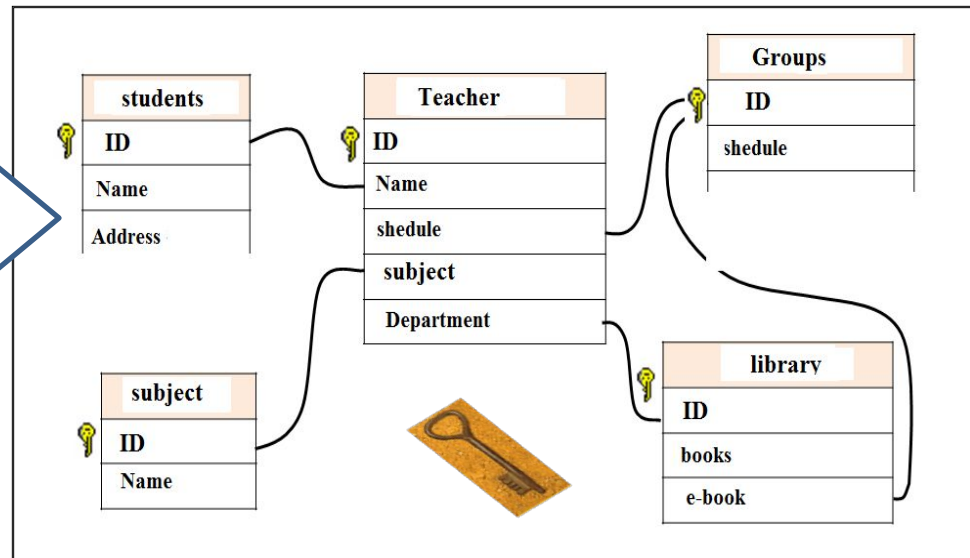 students
ID
Name
Address
Teacher
ID
Name
shedule
subject
Department
Groups
ID
shedule
subject
ID
Name
library
ID
books
e-book